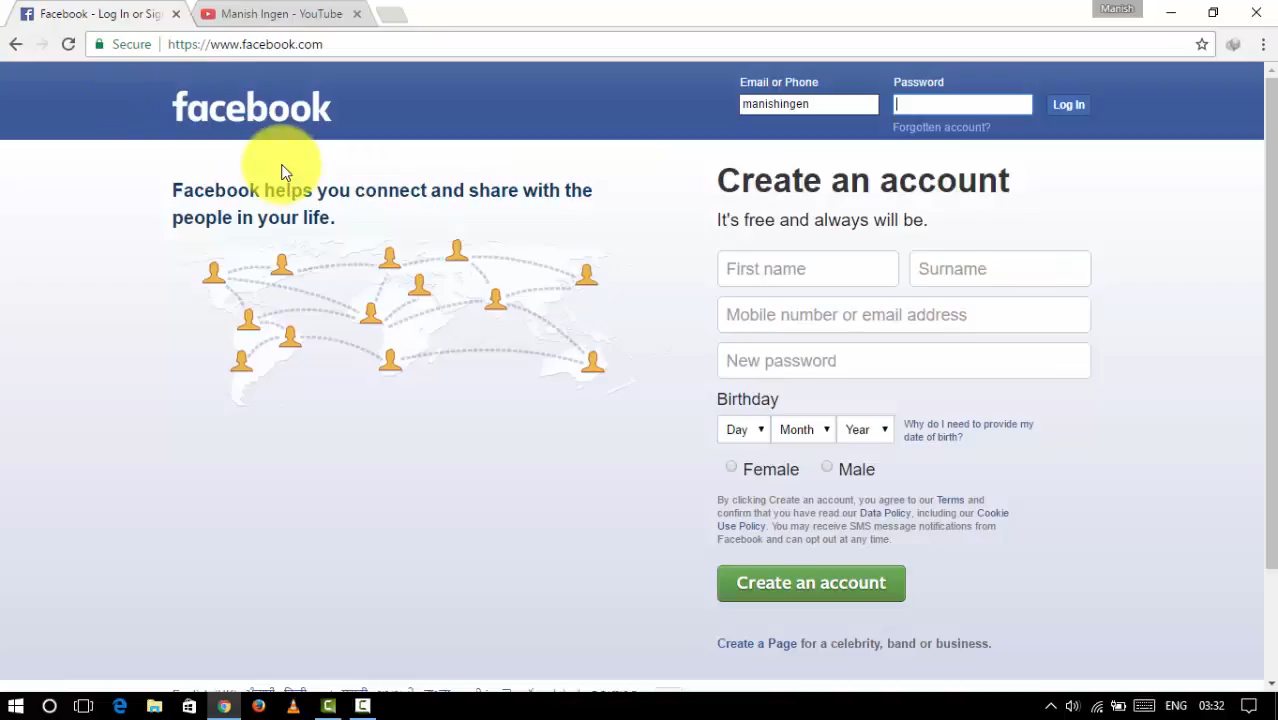 Facebook - Log In or Sig
Manish Ingen - YouTube
Manish
Secure
https://www.facebook.com
facebook
Email or Phone
Password
manishingen
Log In
Forgotten account?
Facebook helps you connect and share with the
people in your life.
Create an account
It's free and always will be.
First name
Surname
Mobile number or email address
New password
Birthday
Day
Month
Year
Why do I need to provide my
date of birth?
Female
Male
By clicking Create an account, you agree to our Terms and
confirm that you have read our Data Policy, including our Cookie
Use Policy. You may receive SMS message notifications from
Facebook and can opt out at any time.
Create an account
Create a Page for a celebrity, band or business.
ENG
03:32